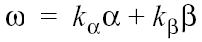 ω = k_α α + k_β β